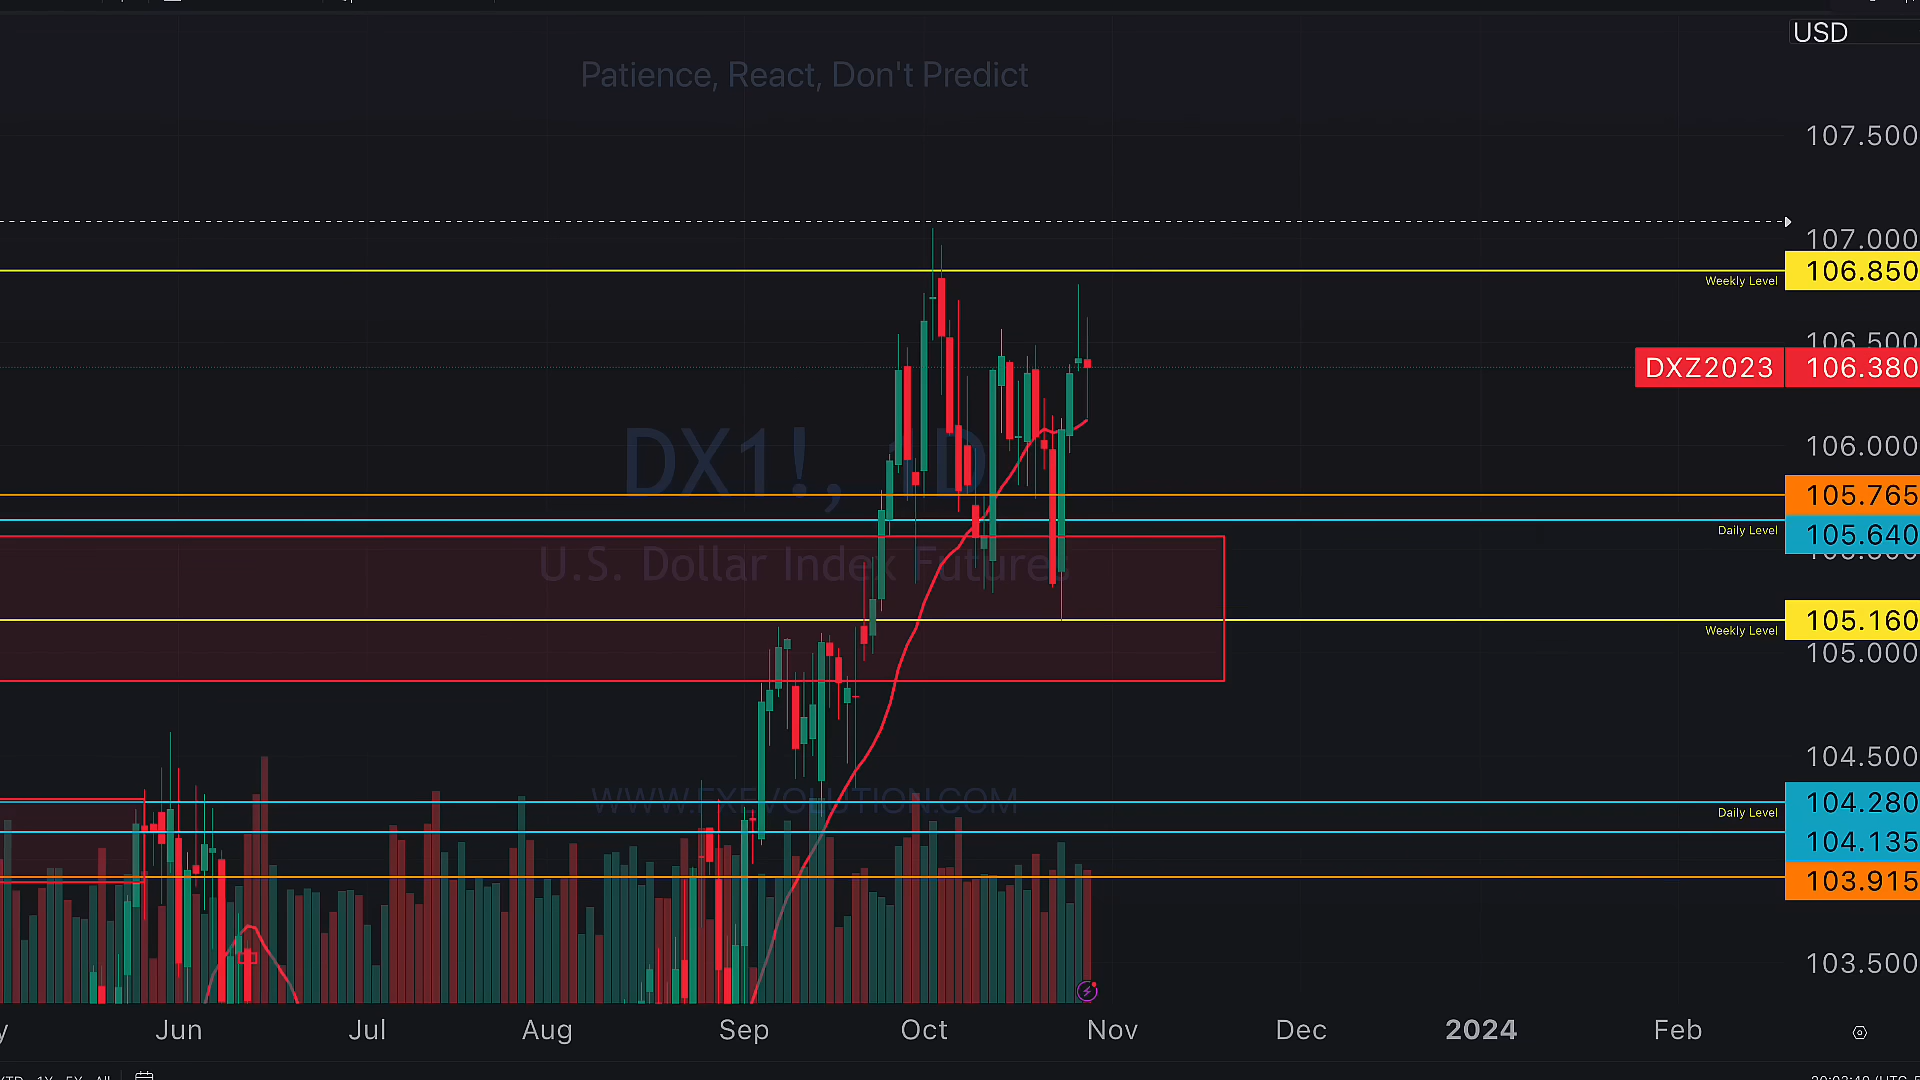 USD
Patience, React, Don't Predict
107.500
107.000
106.850
Weekly Level
106.500
DXZ2023 106.380
DX1!, 1D
106.000
105.765
Daily Level
105.640
U.S. Dollar Index Futures
105.160
Weekly Level
105.000
104.500
WWW.FXEVOLUTION.COM
104.280
Daily Level
104.135
103.915
103.500
Jun Jul Aug Sep Oct Nov Dec 2024 Feb